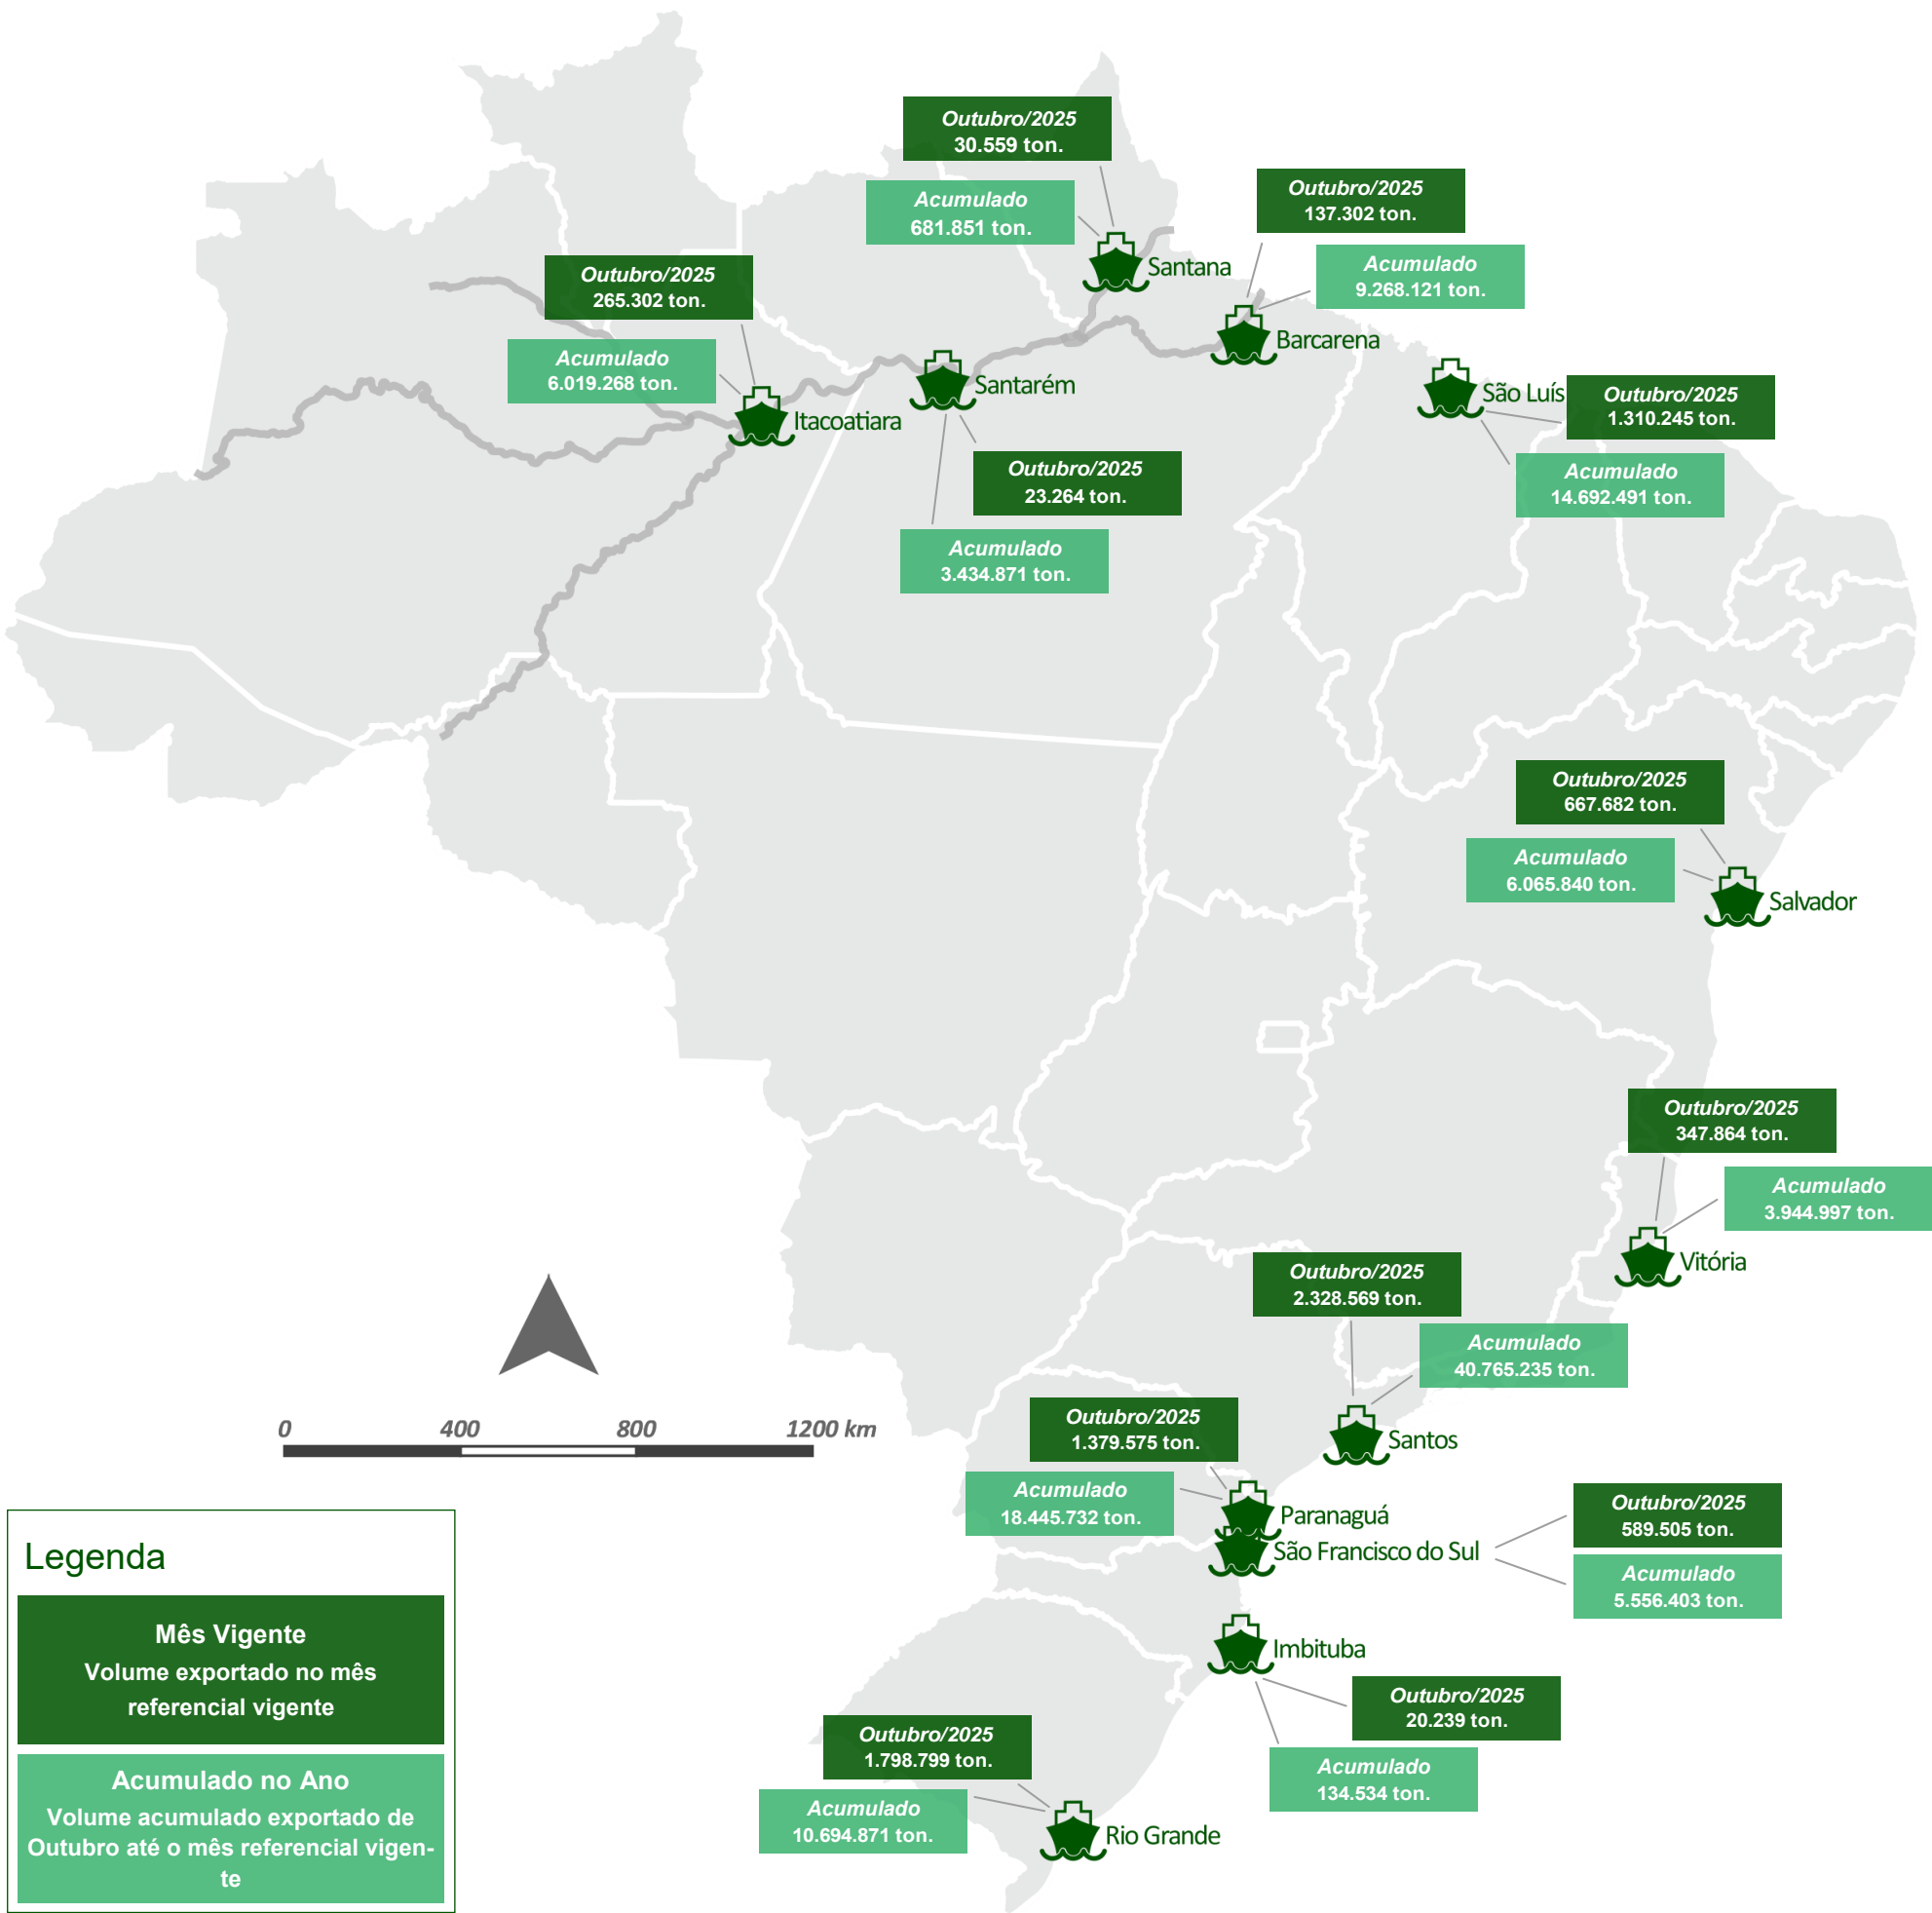 Outubro/2025
30.559 ton.
Acumulado
681.851 ton.
Santana
Outubro/2025
137.302 ton.
Acumulado
9.268.121 ton.
Barcarena
Outubro/2025
265.302 ton.
Acumulado
6.019.268 ton.
Itacoatiara
Santarém
Outubro/2025
23.264 ton.
Acumulado
3.434.871 ton.
São Luís
Outubro/2025
1.310.245 ton.
Acumulado
14.692.491 ton.
Outubro/2025
667.682 ton.
Acumulado
6.065.840 ton.
Salvador
Outubro/2025
347.864 ton.
Acumulado
3.944.997 ton.
Vitória
Outubro/2025
2.328.569 ton.
Acumulado
40.765.235 ton.
Santos
Outubro/2025
1.379.575 ton.
Acumulado
18.445.732 ton.
Paranaguá
São Francisco do Sul
Outubro/2025
589.505 ton.
Acumulado
5.556.403 ton.
Imbituba
Outubro/2025
20.239 ton.
Acumulado
134.534 ton.
Outubro/2025
1.798.799 ton.
Acumulado
10.694.871 ton.
Rio Grande
0 400 800 1200 km
Legenda
Mês Vigente
Volume exportado no mês
referencial vigente
Acumulado no Ano
Volume acumulado exportado de
Outubro até o mês referencial vigen-
te